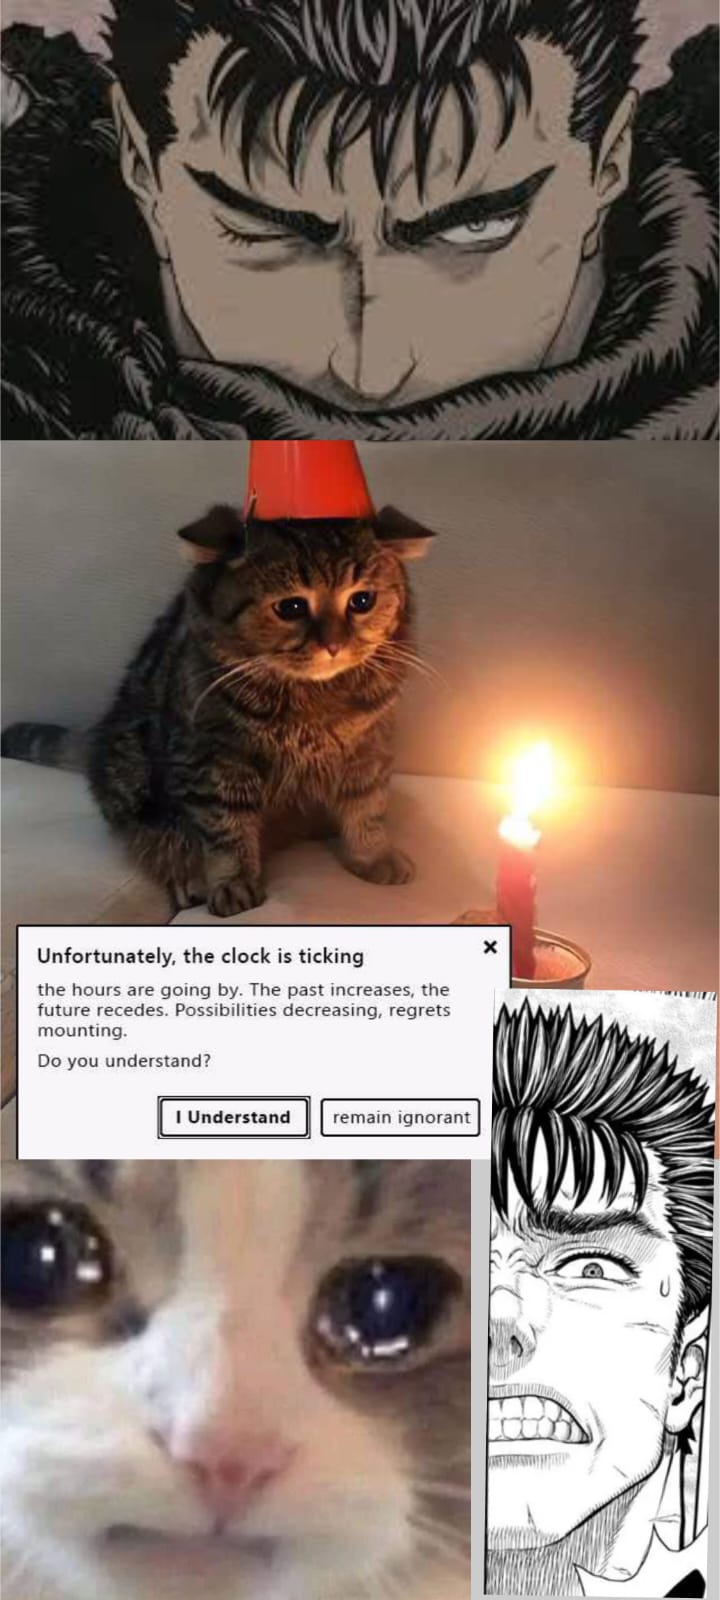 Unfortunately, the clock is ticking
the hours are going by. The past increases, the
future recedes. Possibilities decreasing, regrets
mounting.
Do you understand?
I Understand
remain ignorant